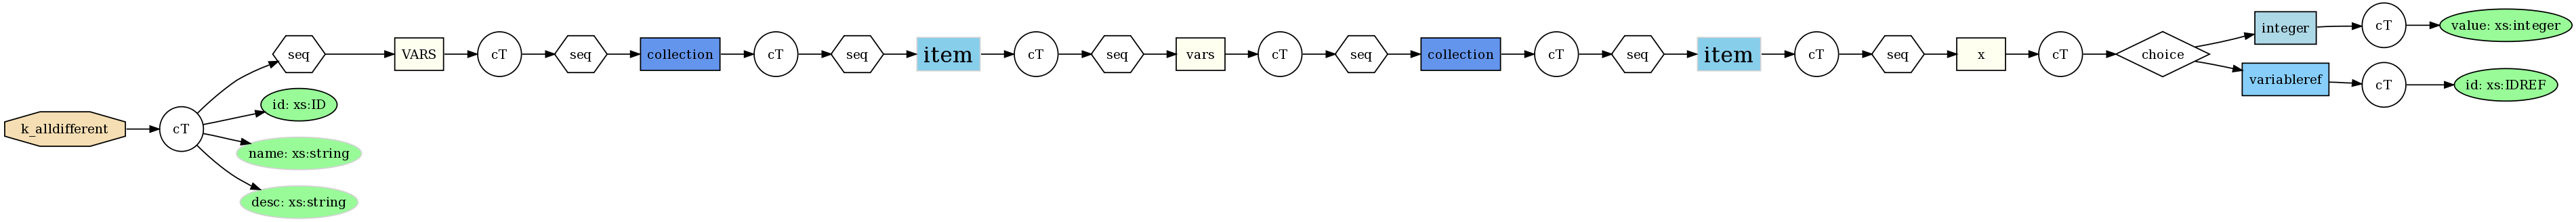 k_alldifferent
cT
seq
id: xs:ID
name: xs:string
desc: xs:string
VARS
cT
seq
collection
cT
seq
item
cT
seq
vars
cT
seq
collection
cT
seq
item
cT
seq
x
cT
choice
integer
cT
value: xs:integer
variableref
cT
id: xs:IDREF